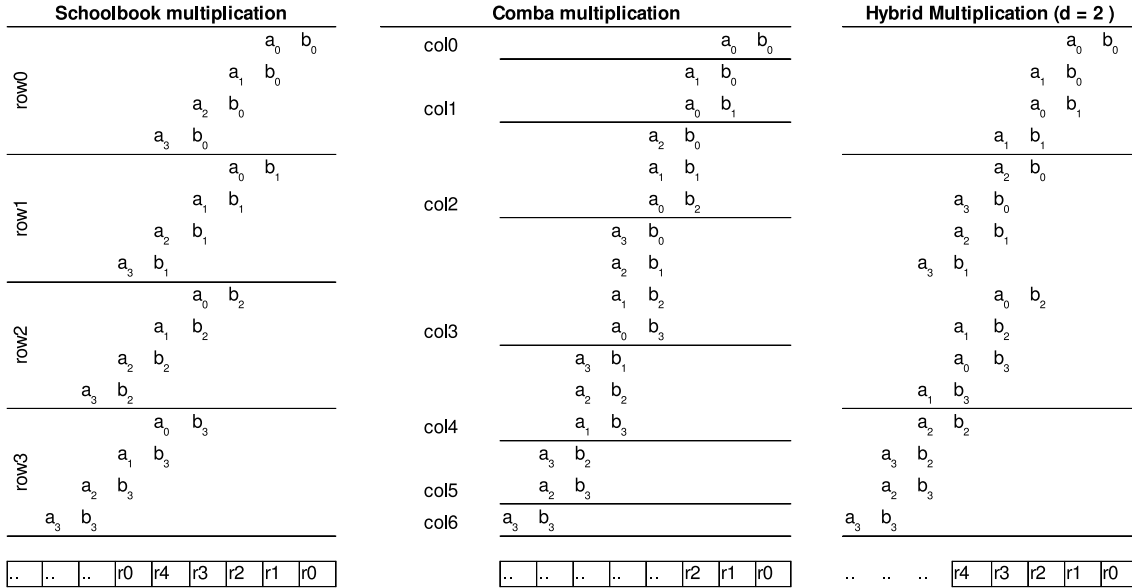 Schoolbook multiplication
row0
a0 b0
a1 b0
a2 b0
a3 b0
row1
a0 b1
a1 b1
a2 b1
a3 b1
row2
a0 b2
a1 b2
a2 b2
a3 b2
row3
a0 b3
a1 b3
a2 b3
a3 b3
.. .. .. r0 r4 r3 r2 r1 r0
Comba multiplication
col0 a0 b0
a1 b0
col1 a0 b1
a2 b0
a1 b1
col2 a0 b2
a3 b0
a2 b1
a1 b2
col3 a0 b3
a3 b1
a2 b2
col4 a1 b3
a3 b2
col5 a2 b3
col6 a3 b3
.. .. .. .. .. r2 r1 r0
Hybrid Multiplication (d = 2 )
a0 b0
a1 b0
a0 b1
a1 b1
a2 b0
a3 b0
a2 b1
a3 b1
a0 b2
a1 b2
a0 b3
a1 b3
a2 b2
a3 b2
a2 b3
a3 b3
.. .. .. r4 r3 r2 r1 r0